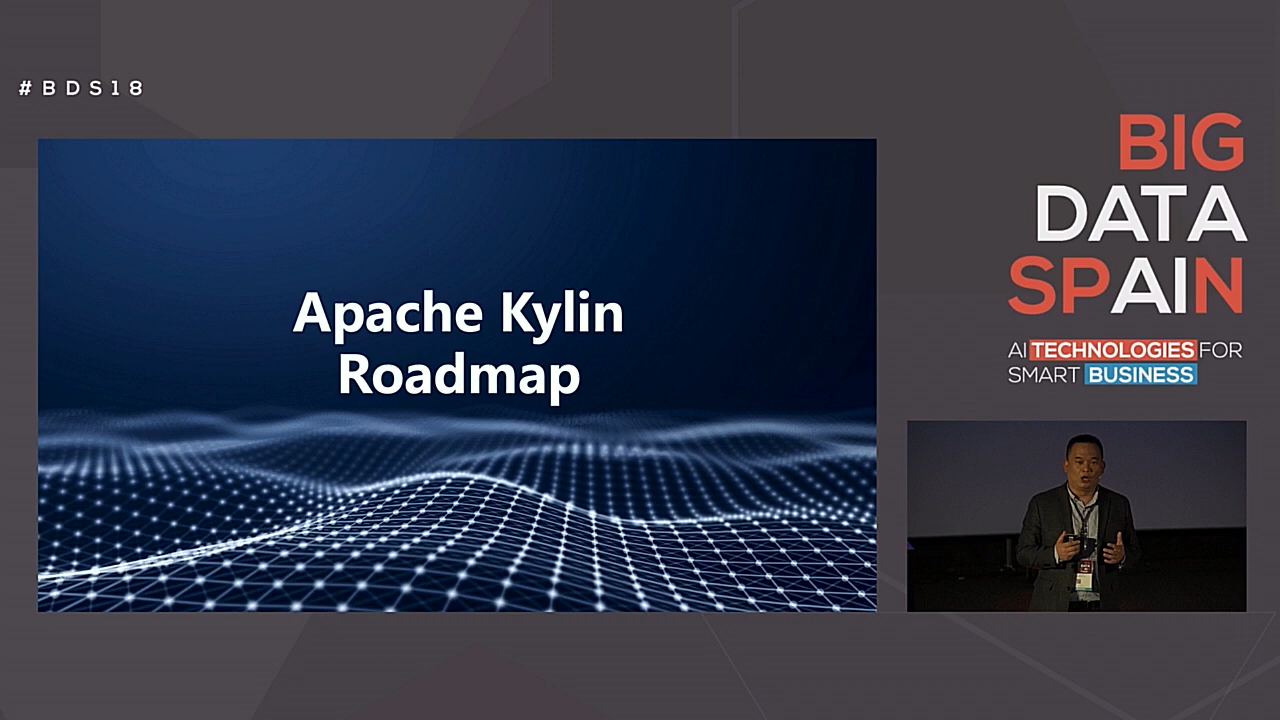 #BDS18
Apache Kylin
Roadmap
BIG
DATA
SPAIN
AI TECHNOLOGIES FOR
SMART BUSINESS